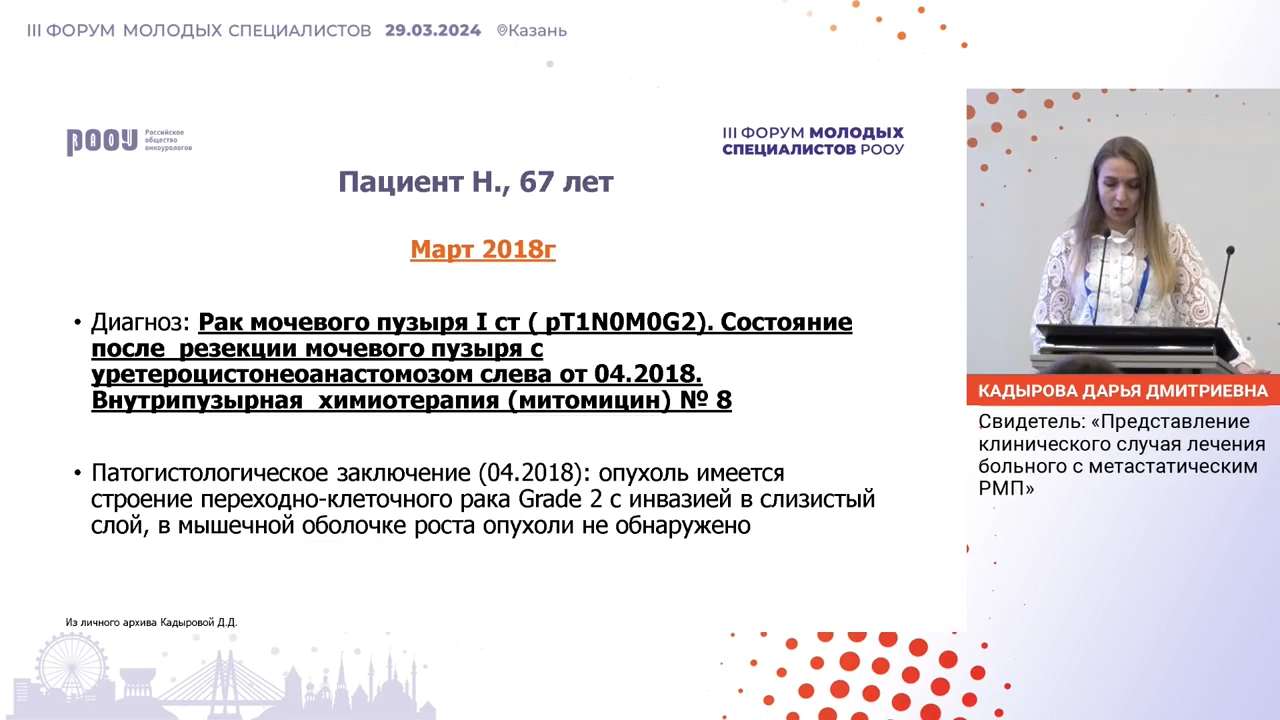 III ФОРУМ МОЛОДЫХ СПЕЦИАЛИСТОВ 29.03.2024 Казань
РООУ Российское
общество
онкоурологов
III ФОРУМ МОЛОДЫХ
СПЕЦИАЛИСТОВ РООУ
Пациент Н., 67 лет
Март 2018г
• Диагноз: Рак мочевого пузыря I ст ( pT1N0M0G2). Состояние
после резекции мочевого пузыря с
уретероцистонеоанастомозом слева от 04.2018.
Внутрипузырная химиотерапия (митомицин) № 8
• Патогистологическое заключение (04.2018): опухоль имеется
строение переходно-клеточного рака Grade 2 с инвазией в слизистый
слой, в мышечной оболочке роста опухоли не обнаружено
Из личного архива Кадыровой Д.Д.
КАДЫРОВА ДАРЬЯ ДМИТРИЕВНА
Свидетель: «Представление
клинического случая лечения
больного с метастатическим
РМП»